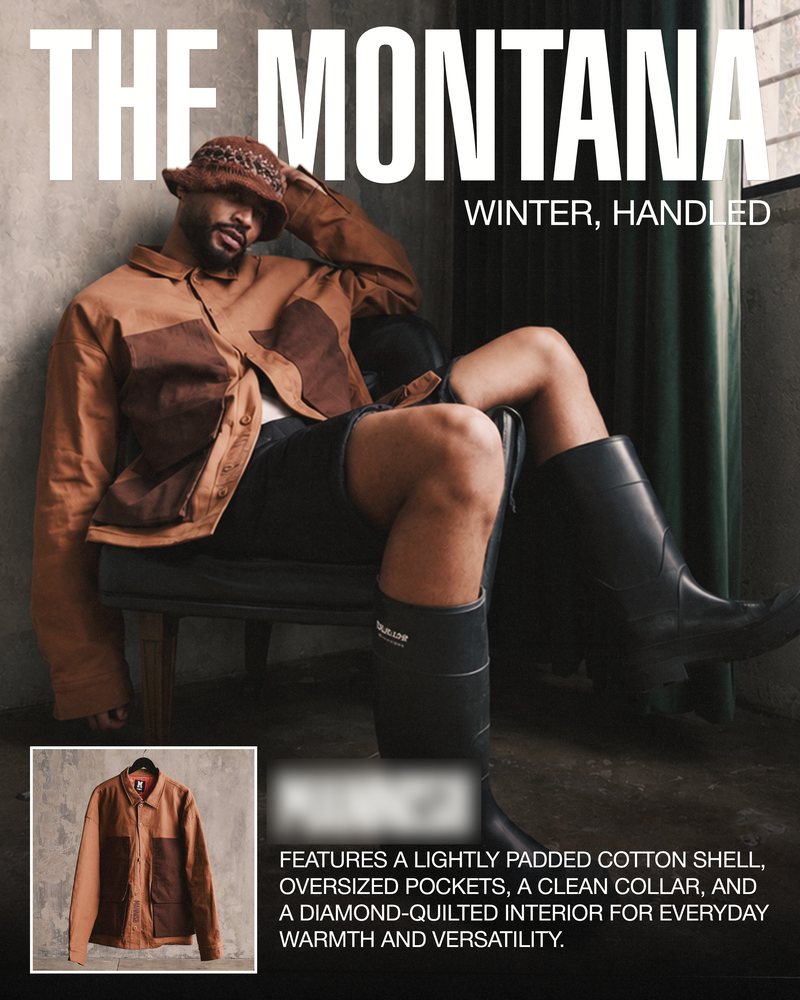 THE MONTANA
WINTER, HANDLED
FEATURES A LIGHTLY PADDED COTTON SHELL,
OVERSIZED POCKETS, A CLEAN COLLAR, AND
A DIAMOND-QUILTED INTERIOR FOR EVERYDAY
WARMTH AND VERSATILITY.